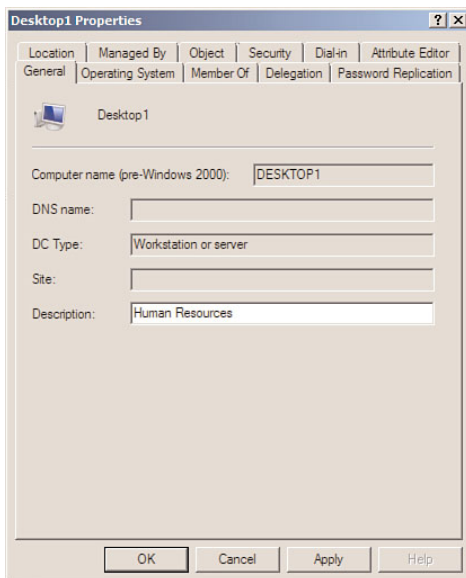 Desktop1 Properties
Location Managed By Object Security Dial-in Attribute Editor
General Operating System Member Of Delegation Password Replication
Desktop1
Computer name (pre-Windows 2000): DESKTOP1
DNS name:
DC Type: Workstation or server
Site:
Description: Human Resources
OK Cancel Apply Help